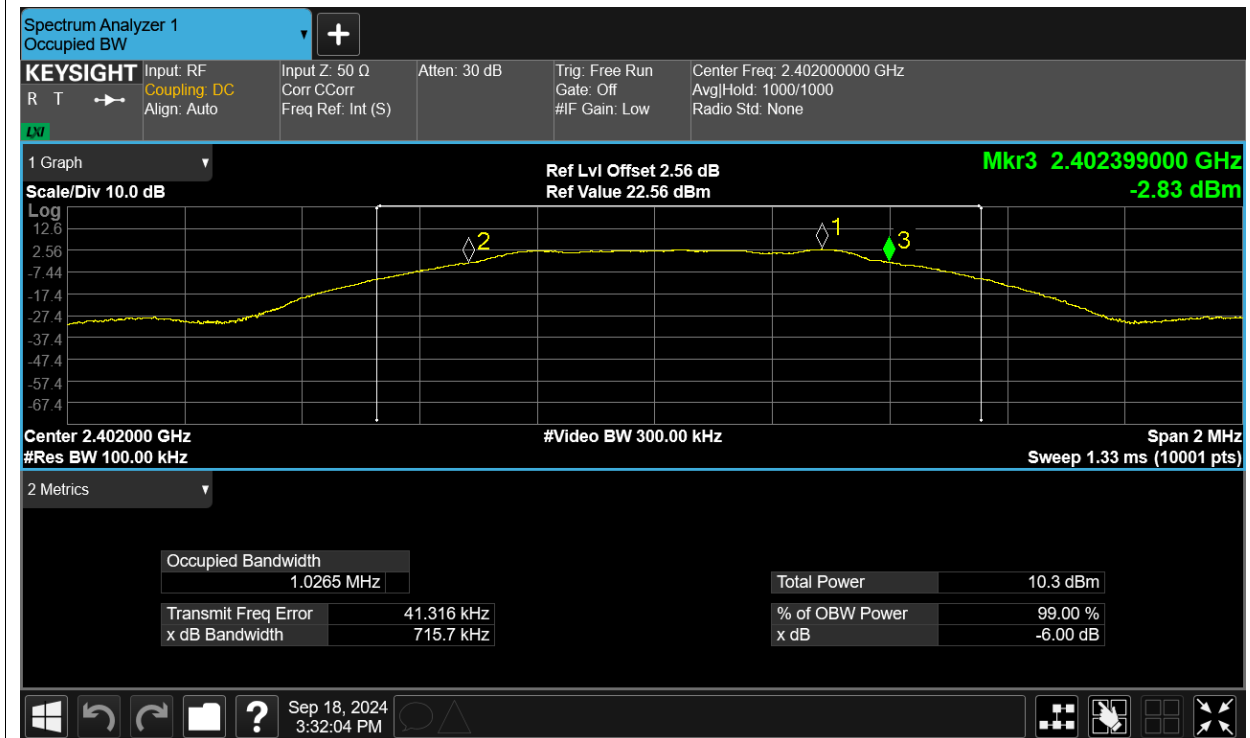 Spectrum Analyzer 1
Occupied BW
KEYSIGHT
R T
LXI
Input: RF
Coupling: DC
Align: Auto
Input Z: 50 Ω
Corr CCorr
Freq Ref: Int (S)
Atten: 30 dB
Trig: Free Run
Gate: Off
#IF Gain: Low
Center Freq: 2.402000000 GHz
Avg|Hold: 1000/1000
Radio Std: None
1 Graph
Scale/Div 10.0 dB
Ref Lvl Offset 2.56 dB
Ref Value 22.56 dBm
Mkr3 2.402399000 GHz
-2.83 dBm
Log
12.6
2.56
-7.44
-17.4
-27.4
-37.4
-47.4
-57.4
-67.4
2
1
3
Center 2.402000 GHz
#Video BW 300.00 kHz
Span 2 MHz
#Res BW 100.00 kHz
Sweep 1.33 ms (10001 pts)
2 Metrics
Occupied Bandwidth
1.0265 MHz
Total Power 10.3 dBm
Transmit Freq Error 41.316 kHz
% of OBW Power 99.00 %
x dB Bandwidth 715.7 kHz
x dB -6.00 dB
?
Sep 18, 2024
3:32:04 PM